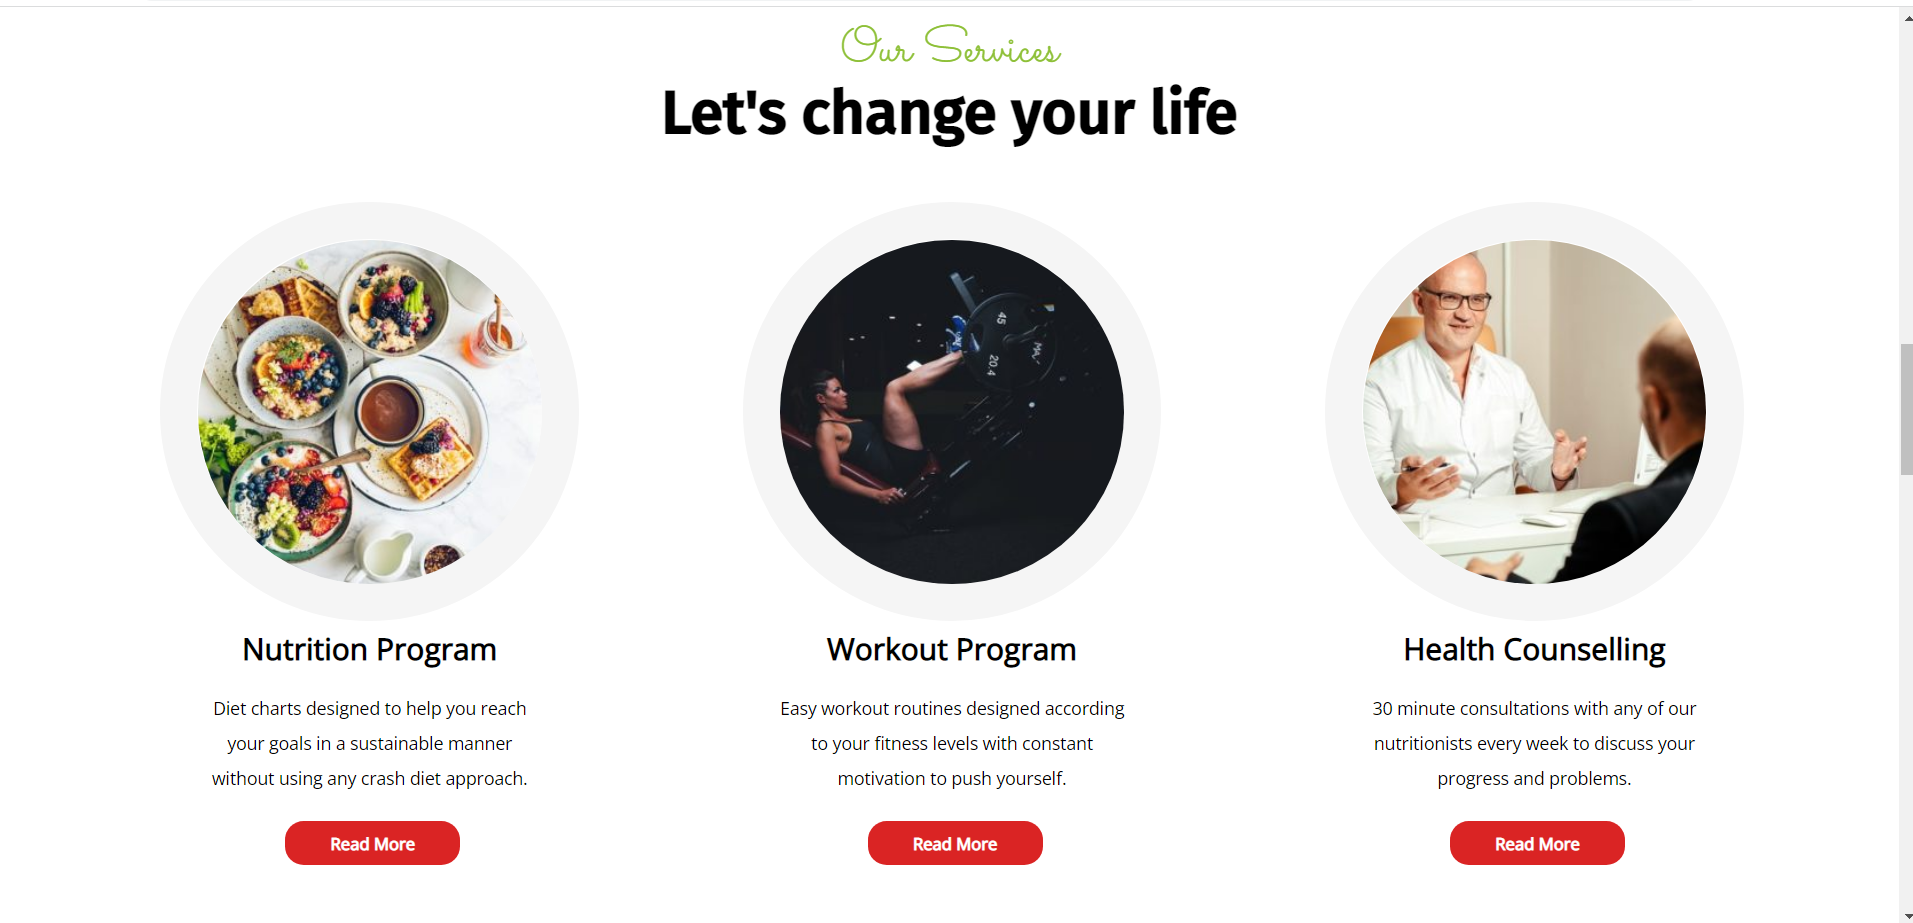 Our Services
Let's change your life
45
20.4
Nutrition Program
Diet charts designed to help you reach
your goals in a sustainable manner
without using any crash diet approach.
Read More
Workout Program
Easy workout routines designed according
to your fitness levels with constant
motivation to push yourself.
Read More
Health Counselling
30 minute consultations with any of our
nutritionists every week to discuss your
progress and problems.
Read More